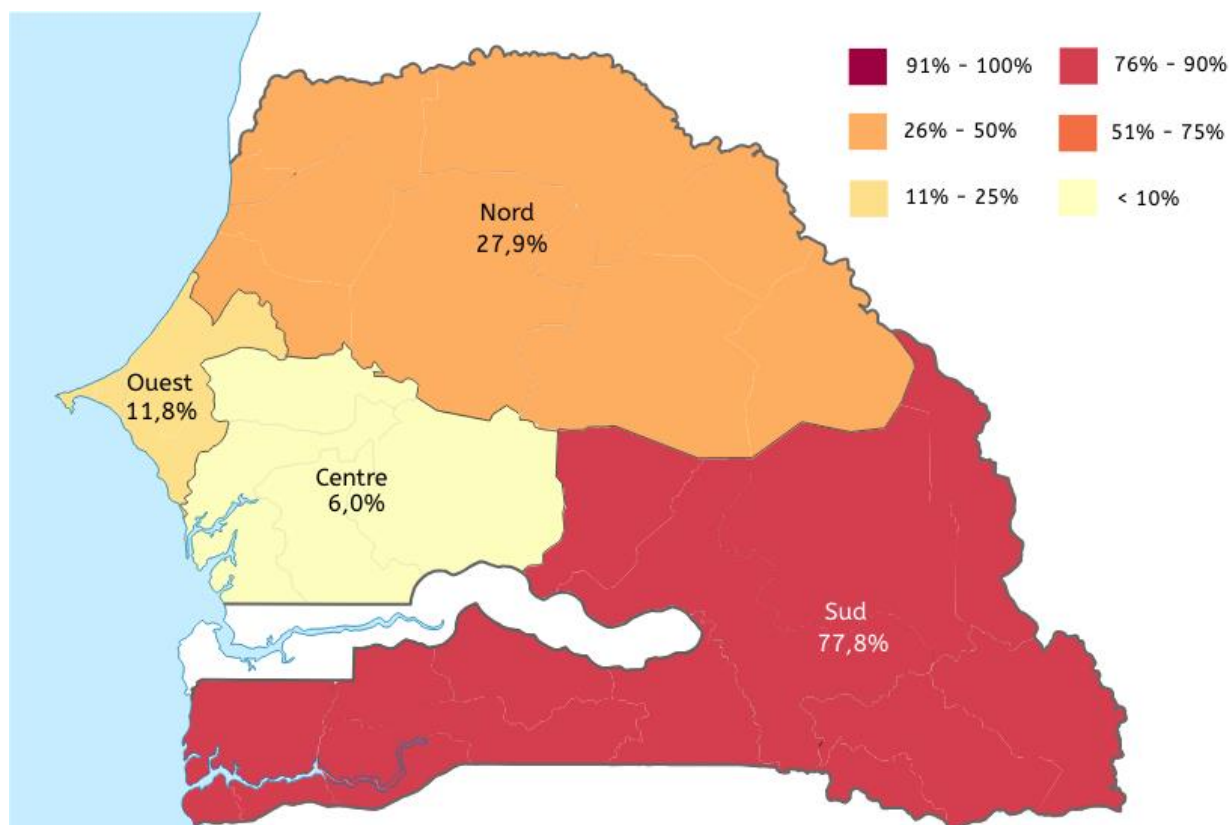 91% - 100%
76% - 90%
26% - 50%
51% - 75%
11% - 25%
< 10%
Nord
27,9%
Ouest
11,8%
Centre
6,0%
Sud
77,8%